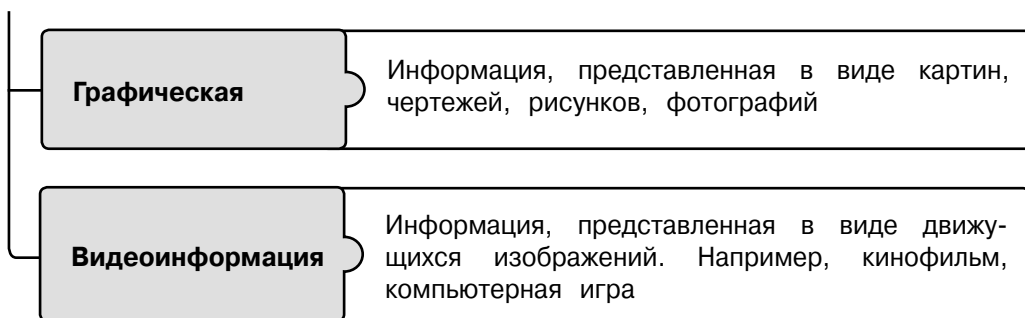 Графическая
Информация, представленная в виде картин,
чертежей, рисунков, фотографий
Видеоинформация
Информация, представленная в виде движу-
щихся изображений. Например, кинофильм,
компьютерная игра